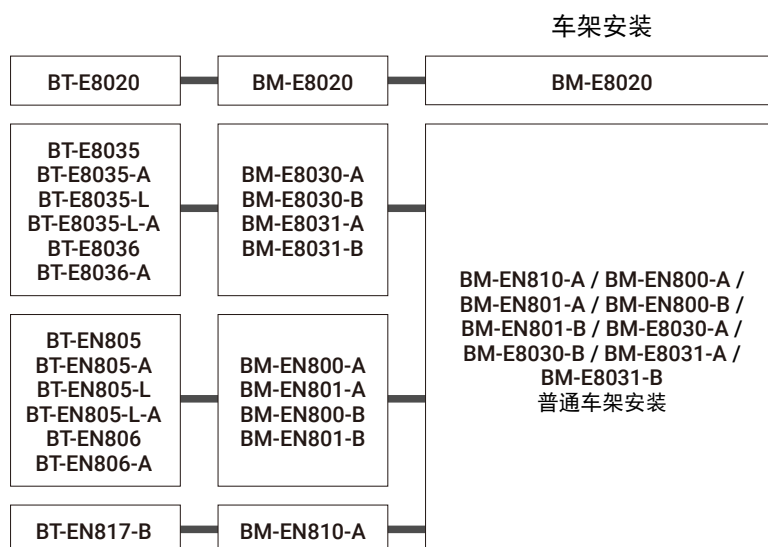 车架安装
BT-E8020
BM-E8020
BM-E8020
BT-E8035
BT-E8035-A
BT-E8035-L
BT-E8035-L-A
BT-E8036
BT-E8036-A
BM-E8030-A
BM-E8030-B
BM-E8031-A
BM-E8031-B
BT-EN805
BT-EN805-A
BT-EN805-L
BT-EN805-L-A
BT-EN806
BT-EN806-A
BM-EN800-A
BM-EN801-A
BM-EN800-B
BM-EN801-B
BT-EN817-B
BM-EN810-A
BM-EN810-A / BM-EN800-A /
BM-EN801-A / BM-EN800-B /
BM-EN801-B / BM-E8030-A /
BM-E8030-B / BM-E8031-A /
BM-E8031-B
普通车架安装